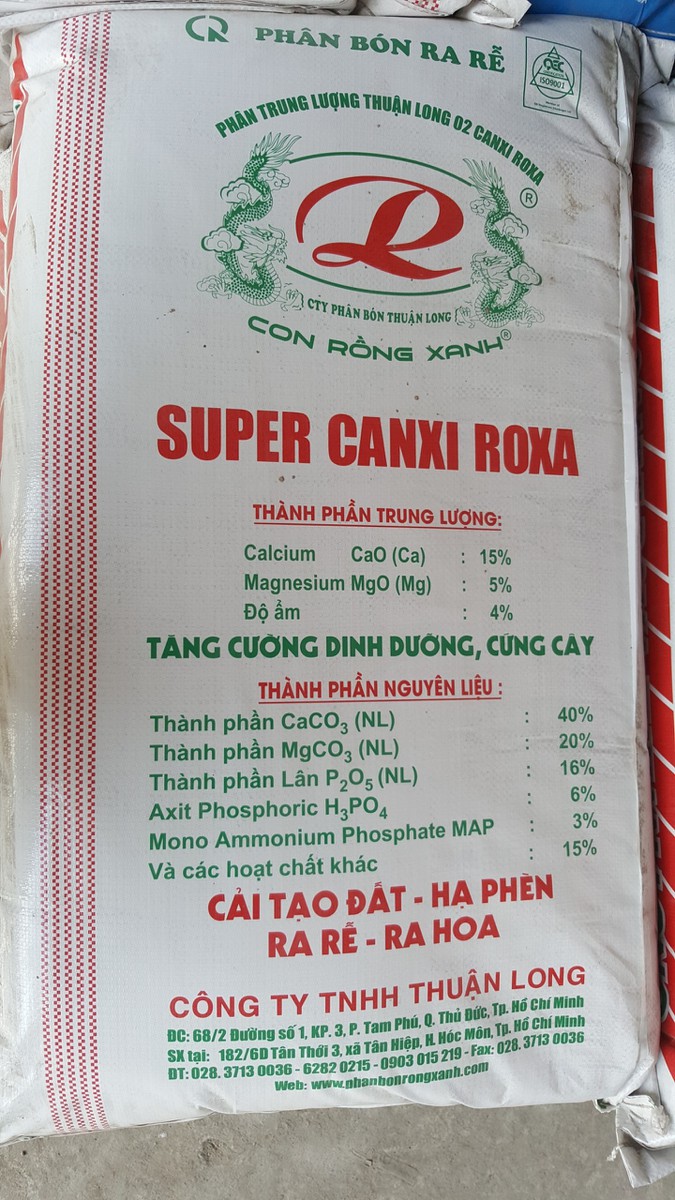 CR PHÂN BÓN RA RỄ
QEC
ISO9001
PHÂN TRUNG LƯỢNG THUẬN LONG 02 CANXI ROXA
L
®
CTY PHÂN BÓN THUẬN LONG
CON RỒNG XANH®
SUPER CANXI ROXA
THÀNH PHẦN TRUNG LƯỢNG:
Calcium CaO (Ca) : 15%
Magnesium MgO (Mg) : 5%
Độ ẩm : 4%
TĂNG CƯỜNG DINH DƯỠNG, CỨNG CÂY
THÀNH PHẦN NGUYÊN LIỆU :
Thành phần CaCO₃ (NL) : 40%
Thành phần MgCO₃ (NL) : 20%
Thành phần Lân P₂O₅ (NL) : 16%
Axit Phosphoric H₃PO₄ : 6%
Mono Ammonium Phosphate MAP : 3%
Và các hoạt chất khác : 15%
CẢI TẠO ĐẤT - HẠ PHÈN
RA RỄ - RA HOA
CÔNG TY TNHH THUẬN LONG
ĐC: 68/2 Đường số 1, KP. 3, P. Tam Phú, Q. Thủ Đức, Tp. Hồ Chí Minh
SX tại: 182/6D Tân Thới 3, xã Tân Hiệp, H. Hóc Môn, Tp. Hồ Chí Minh
ĐT: 028. 3713 0036 - 6282 0215 - 0903 015 219 - Fax: 028. 3713 0036
Web: www.phanbonrongxanh.com